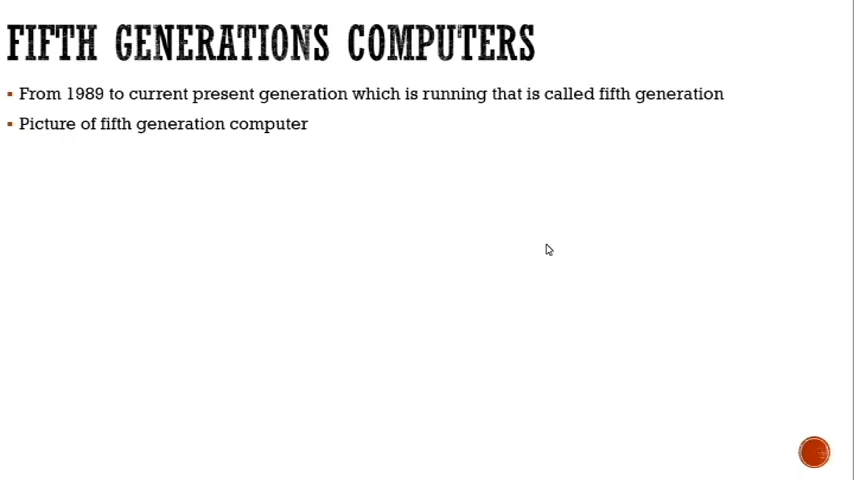 FIFTH GENERATIONS COMPUTERS
From 1989 to current present generation which is running that is called fifth generation
Picture of fifth generation computer